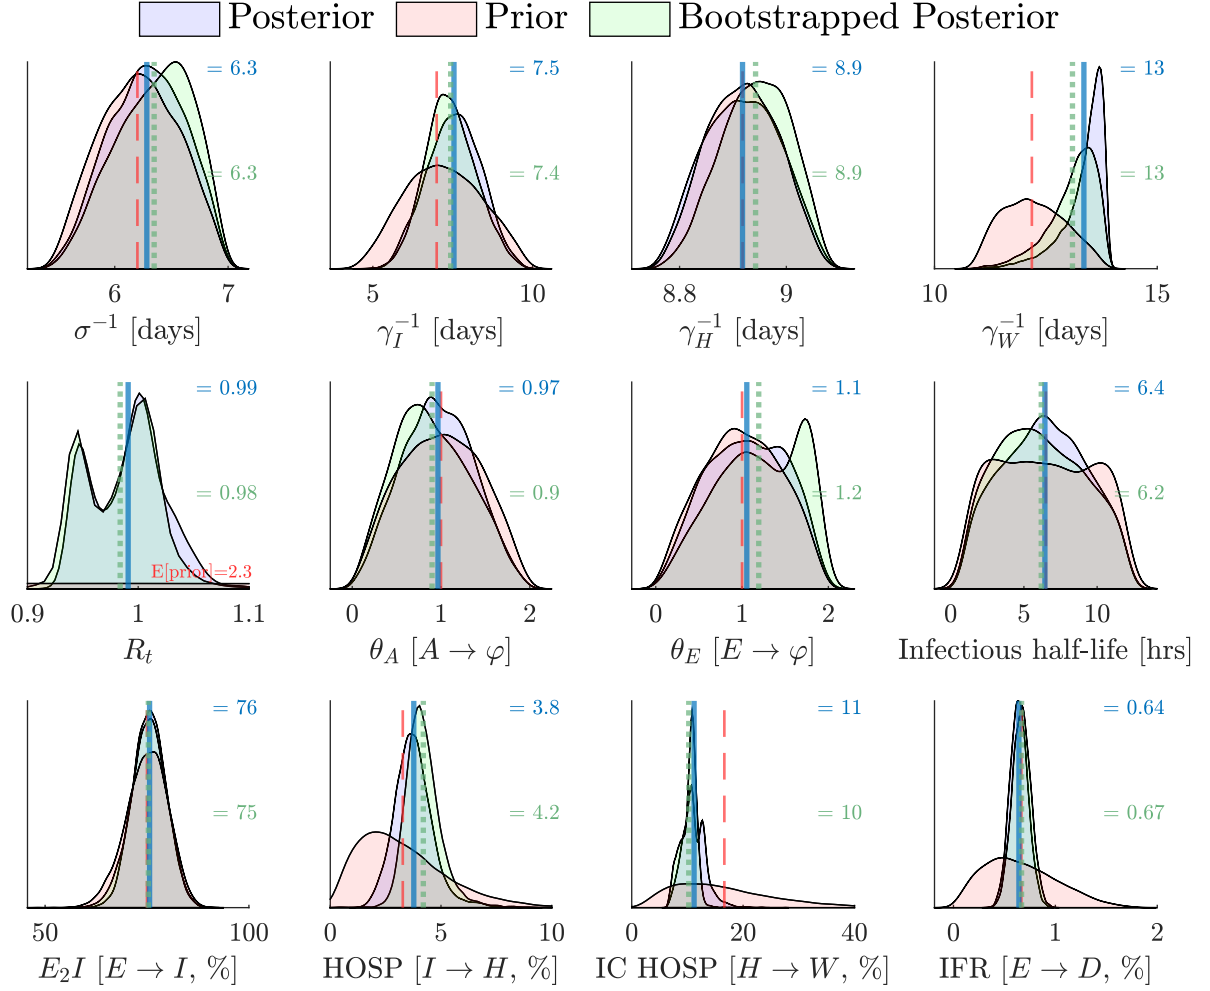 Posterior Prior Bootstrapped Posterior
= 6.3
= 6.3
6 7
σ⁻¹ [days]
= 7.5
= 7.4
5 10
γ_I⁻¹ [days]
= 8.9
= 8.9
8.8 9
γ_H⁻¹ [days]
= 13
= 13
10 15
γ_W⁻¹ [days]
= 0.99
= 0.98
E[prior]=2.3
0.9 1 1.1
R_t
= 0.97
= 0.9
0 1 2
θ_A [A → φ]
= 1.1
= 1.2
0 1 2
θ_E [E → φ]
= 6.4
= 6.2
0 5 10
Infectious half-life [hrs]
= 76
= 75
50 100
E₂I [E → I, %]
= 3.8
= 4.2
0 5 10
HOSP [I → H, %]
= 11
= 10
0 20 40
IC HOSP [H → W, %]
= 0.64
= 0.67
0 1 2
IFR [E → D, %]